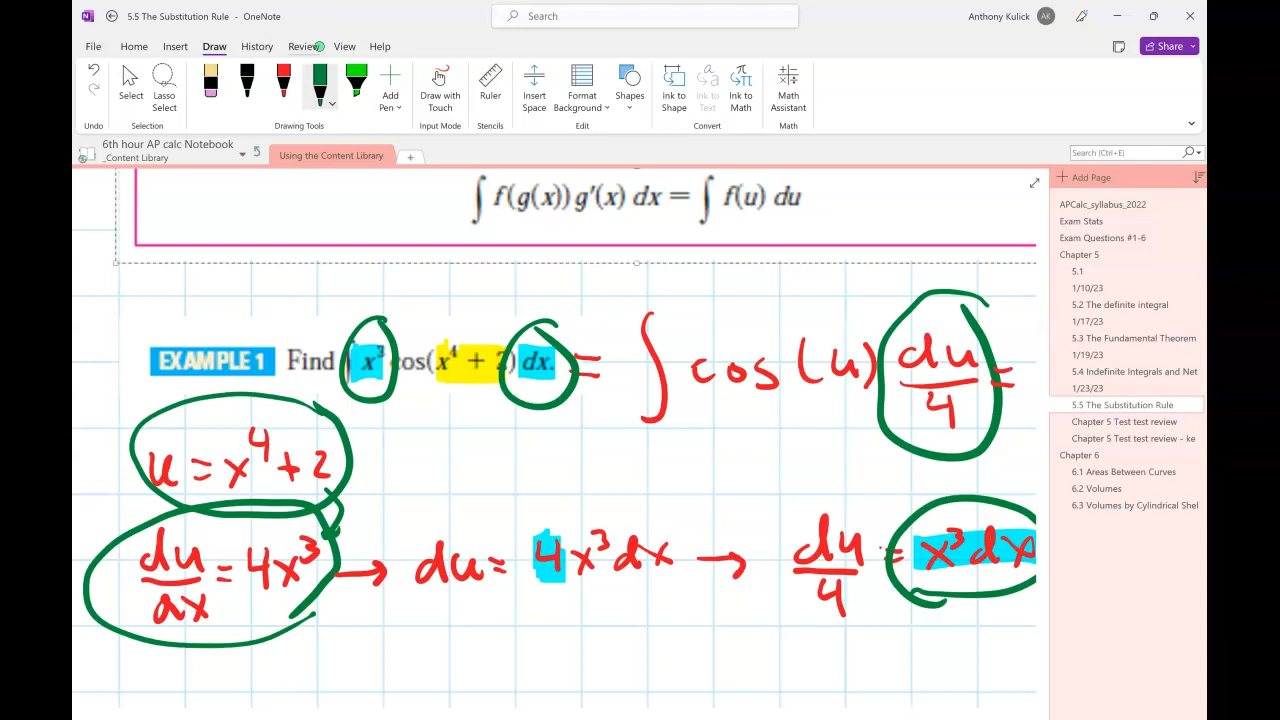 5.5 The Substitution Rule - OneNote
Search
Anthony Kulick AK
File Home Insert Draw History Review View Help
Share
Select
Lasso Select
Add Pen
Draw with Touch
Ruler
Insert Space
Format Background
Shapes
Ink to Shape
Ink to Text
Ink to Math
Math Assistant
Undo Selection Drawing Tools Input Mode Stencils Edit Convert Math
6th hour AP calc Notebook
_Content Library
Using the Content Library
+
Search (Ctrl+E)
Add Page
APCalc_syllabus_2022
Exam Stats
Exam Questions #1-6
Chapter 5
5.1
1/10/23
5.2 The definite integral
1/17/23
5.3 The Fundamental Theorem
1/19/23
5.4 Indefinite Integrals and Net
1/23/23
5.5 The Substitution Rule
Chapter 5 Test test review
Chapter 5 Test test review - ke
Chapter 6
6.1 Areas Between Curves
6.2 Volumes
6.3 Volumes by Cylindrical Shel
∫ f(g(x)) g′(x) dx = ∫ f(u) du
EXAMPLE 1 Find ∫ x³ cos(x⁴ + 2) dx. = ∫ cos(u) du/4 =
u = x⁴ + 2
du/dx = 4x³ → du = 4x³dx → du/4 = x³dx